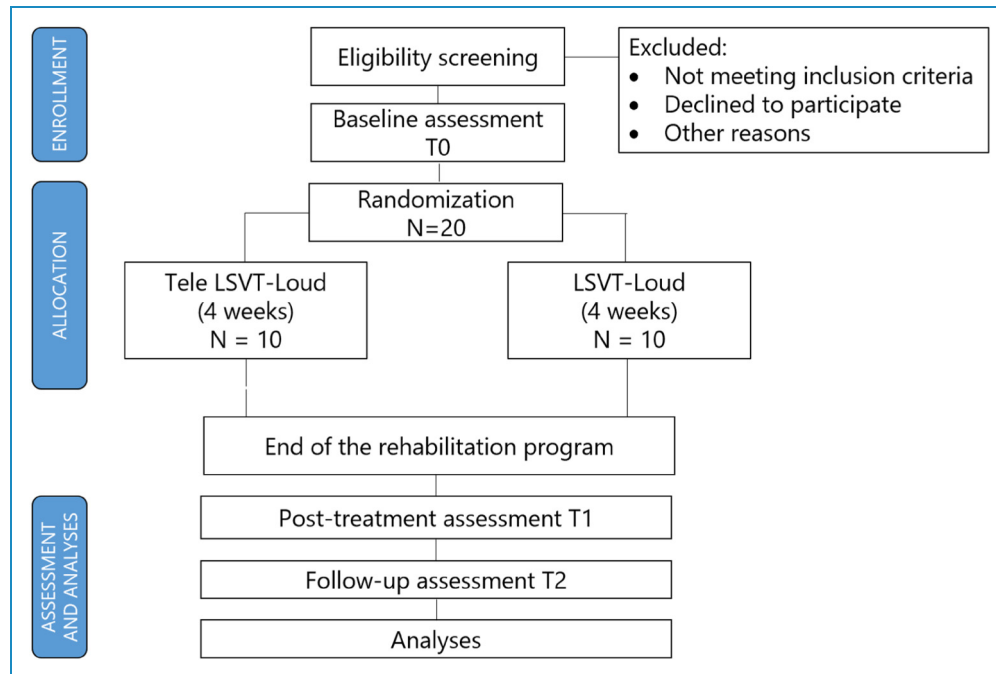 ENROLLMENT
Eligibility screening
Excluded:
• Not meeting inclusion criteria
• Declined to participate
• Other reasons
Baseline assessment
T0
ALLOCATION
Randomization
N=20
Tele LSVT-Loud
(4 weeks)
N = 10
LSVT-Loud
(4 weeks)
N = 10
End of the rehabilitation program
ASSESSMENT
AND ANALYSES
Post-treatment assessment T1
Follow-up assessment T2
Analyses